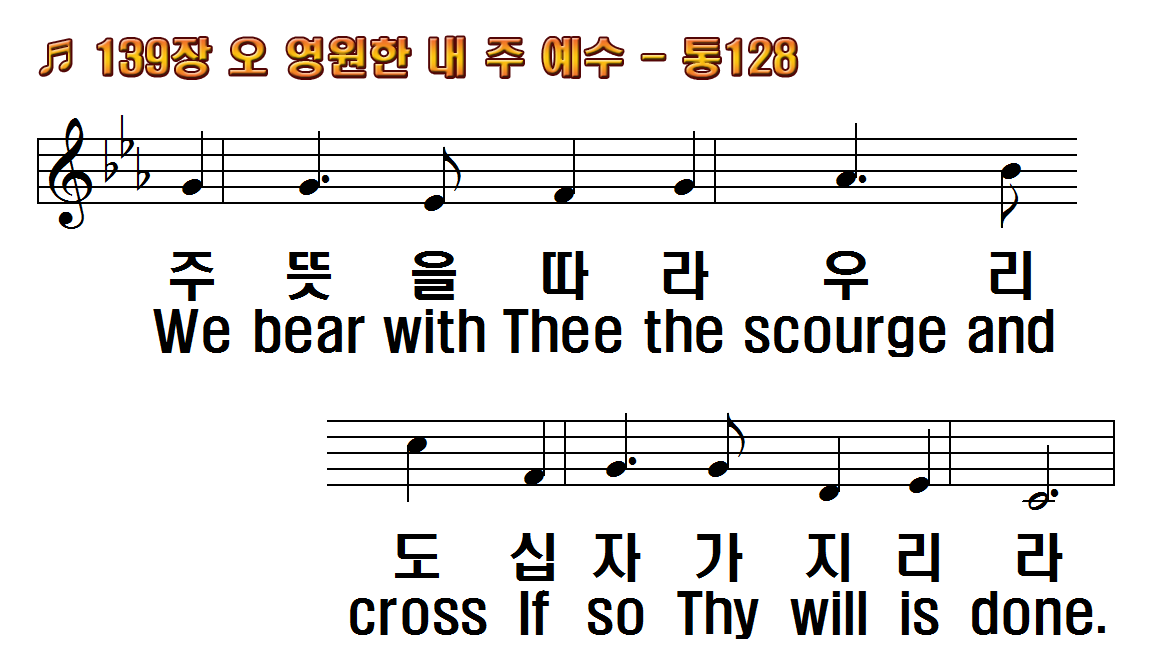 ♬ 139장 오 영원한 내 주 예수 - 통128
주 뜻 을 따 라 우 리
We bear with Thee the scourge and
도 십 자 가 지 리 라
cross If so Thy will is done.